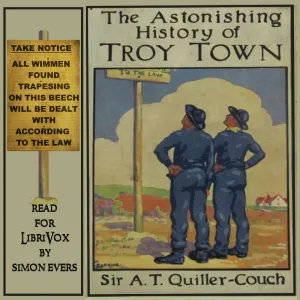 TAKE NOTICE
ALL WIMMEN
FOUND
TRAPESING
ON THIS BEECH
WILL BE DEALT
WITH
ACCORDING
TO THE LAW
READ
FOR
LIBRIVOX
BY
SIMON EVERS
The Astonishing
History of
TROY TOWN
TO THE LAW
Sir A.T. Quiller-Couch